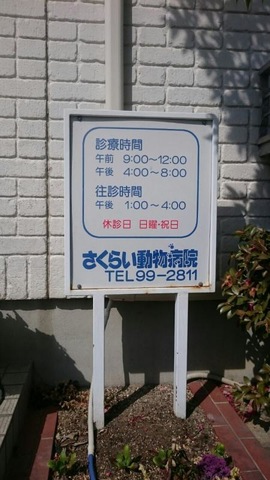 診療時間
午前 9:00~12:00
午後 4:00~8:00
往診時間
午後 1:00~4:00
休診日 日曜・祝日
さくらい動物病院
TEL99-2811